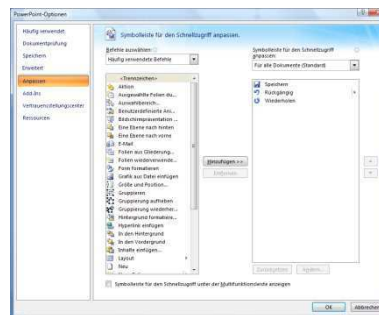 PowerPoint-Optionen
Häufig verwendet
Dokumentprüfung
Speichern
Erweitert
Anpassen
Add-Ins
Vertrauensstellungscenter
Ressourcen
Symbolleiste für den Schnellzugriff anpassen.
Befehle auswählen:
Häufig verwendete Befehle
<Trennzeichen>
Aktion
Ausgewählte Folien du...
Auswahlbereich...
Benutzerdefinierte Ani...
Bildschirmpräsentation ...
Eine Ebene nach hinten
Eine Ebene nach vorne
E-Mail
Folien aus Gliederung...
Folien wiederverwende...
Form formatieren
Grafik aus Datei einfügen
Größe und Position...
Gruppieren
Gruppierung aufheben
Gruppierung wiederher...
Hintergrund formatiere...
Hyperlink einfügen
In den Hintergrund
In den Vordergrund
Inhalte einfügen...
Layout
Neu
Hinzufügen >>
Entfernen
Symbolleiste für den Schnellzugriff
anpassen:
Für alle Dokumente (Standard)
Speichern
Rückgängig
Wiederholen
Zurücksetzen
Ändern...
Symbolleiste für den Schnellzugriff unter der Multifunktionsleiste anzeigen
OK
Abbrechen